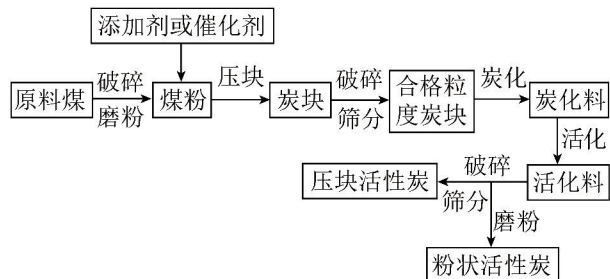 添加剂或催化剂
原料煤
破碎
磨粉
煤粉
压块
炭块
破碎
筛分
合格粒
度炭块
炭化
炭化料
活化
活化料
破碎
筛分
压块活性炭
磨粉
粉状活性炭